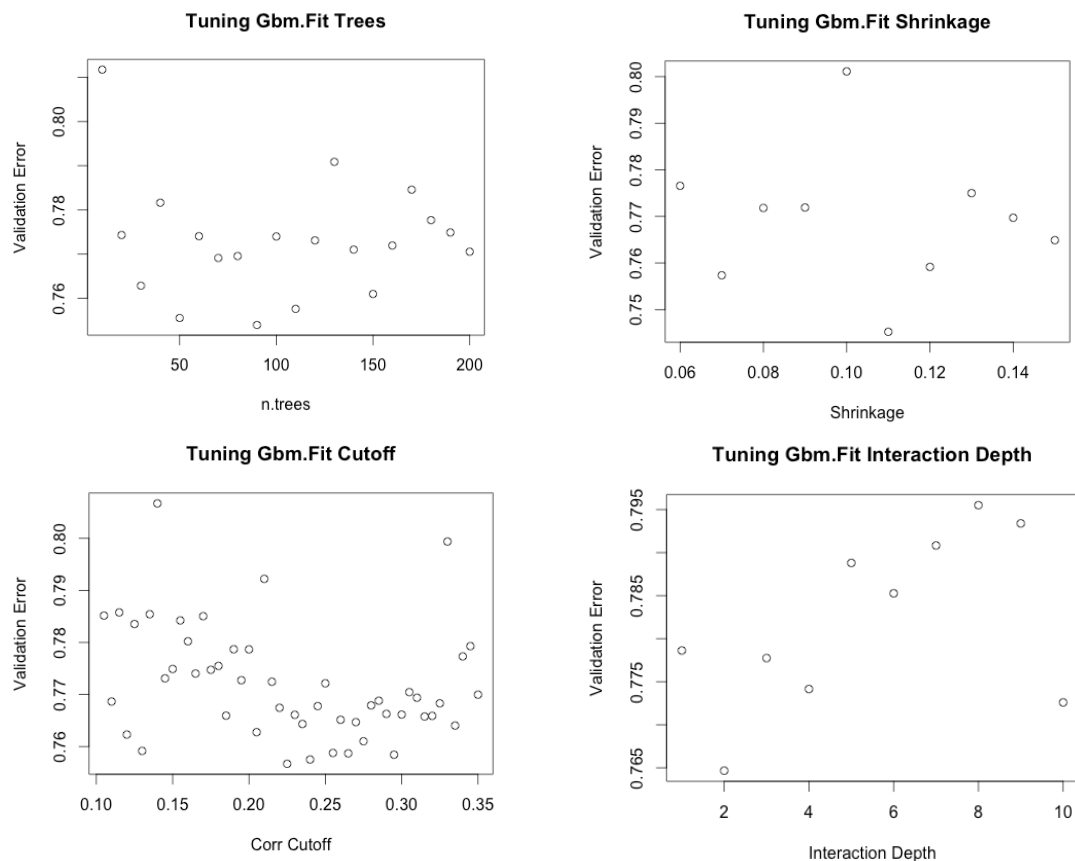 Tuning Gbm.Fit Trees
Validation Error
0.80
0.78
0.76
50 100 150 200
n.trees
Tuning Gbm.Fit Shrinkage
Validation Error
0.80
0.79
0.78
0.77
0.76
0.75
0.06 0.08 0.10 0.12 0.14
Shrinkage
Tuning Gbm.Fit Cutoff
Validation Error
0.80
0.79
0.78
0.77
0.76
0.10 0.15 0.20 0.25 0.30 0.35
Corr Cutoff
Tuning Gbm.Fit Interaction Depth
Validation Error
0.795
0.785
0.775
0.765
2 4 6 8 10
Interaction Depth